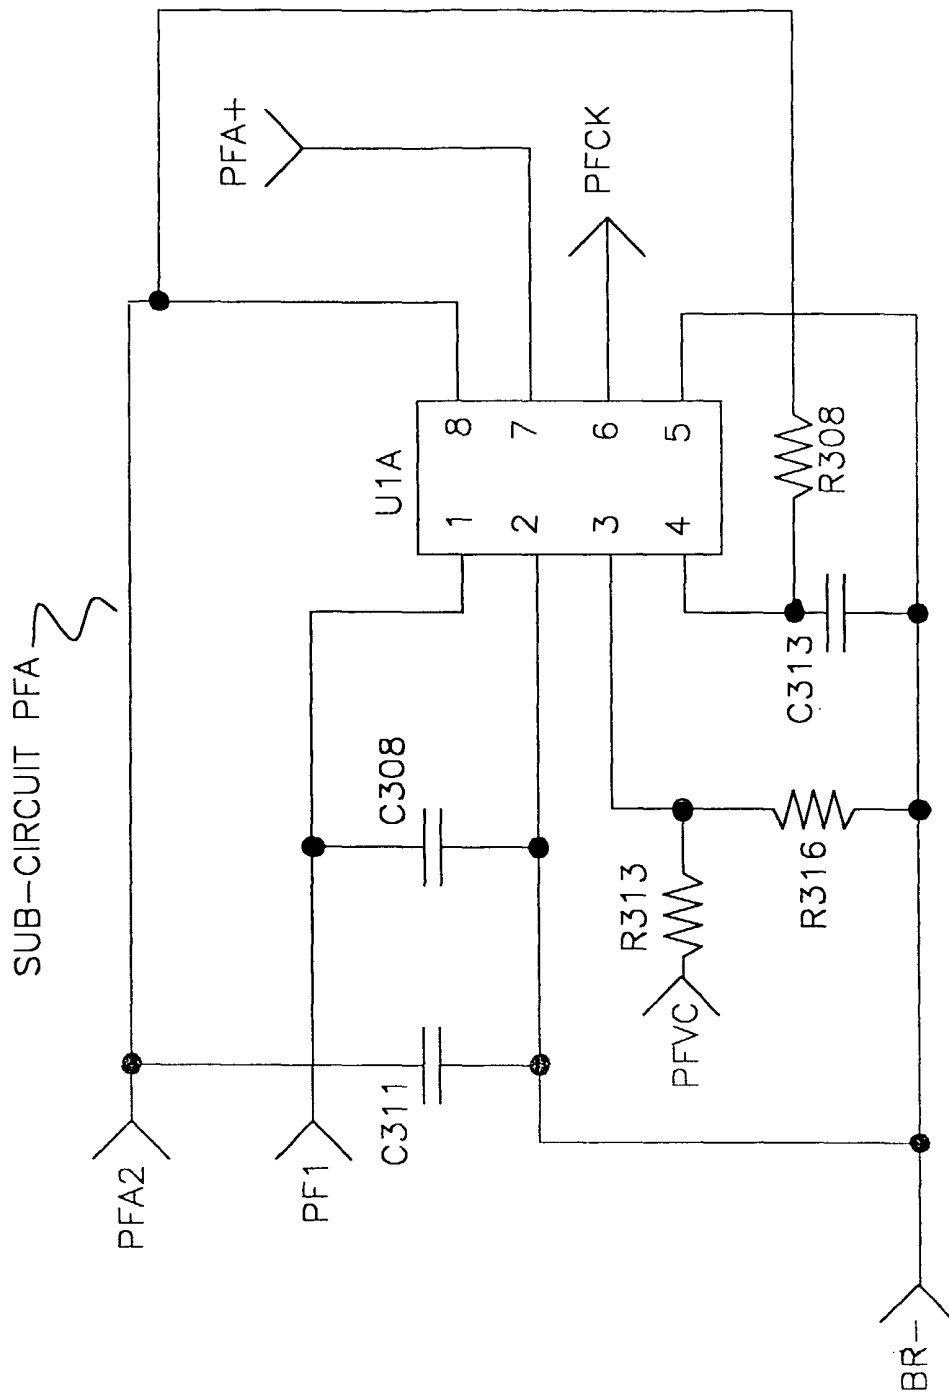 SUB-CIRCUIT PFA
PFA2
PF1
C311
C308
U1A
1
2
3
4
8
7
6
5
PFA+
PFCK
PFVC
R313
R316
C313
R308
BR-